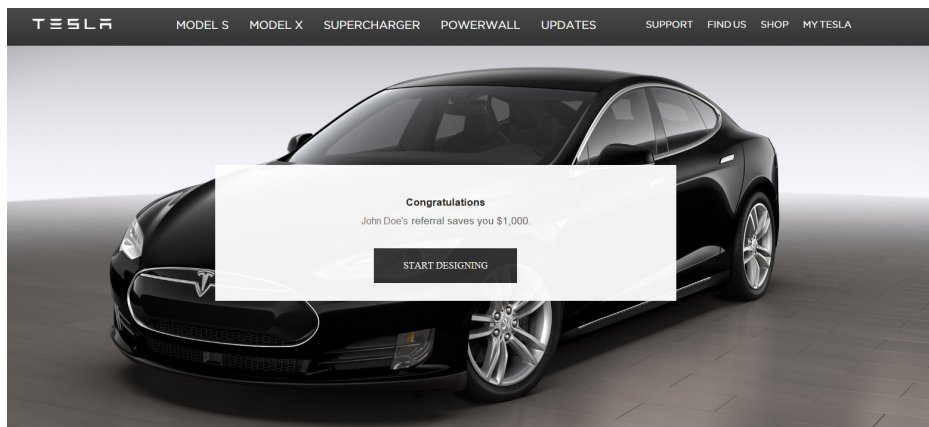 TESLA
MODEL S MODEL X SUPERCHARGER POWERWALL UPDATES SUPPORT FIND US SHOP MY TESLA
Congratulations
John Doe's referral saves you $1,000.
START DESIGNING